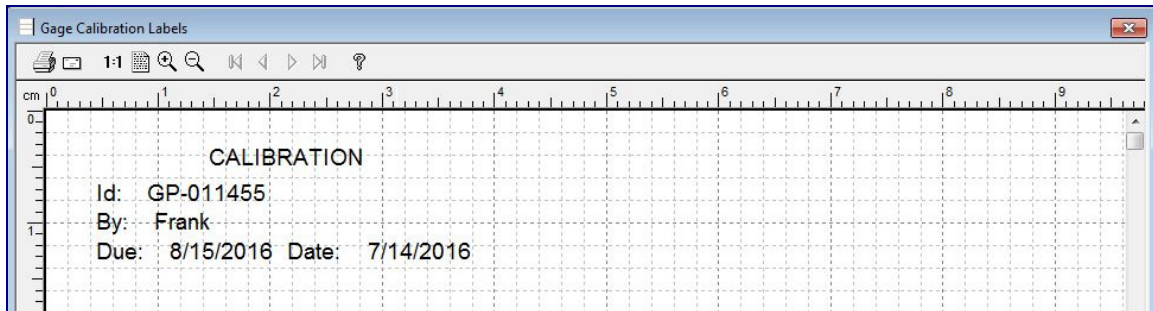 Gage Calibration Labels
1:1
cm 0 1 2 3 4 5 6 7 8 9
0
CALIBRATION
Id: GP-011455
By: Frank
1
Due: 8/15/2016 Date: 7/14/2016